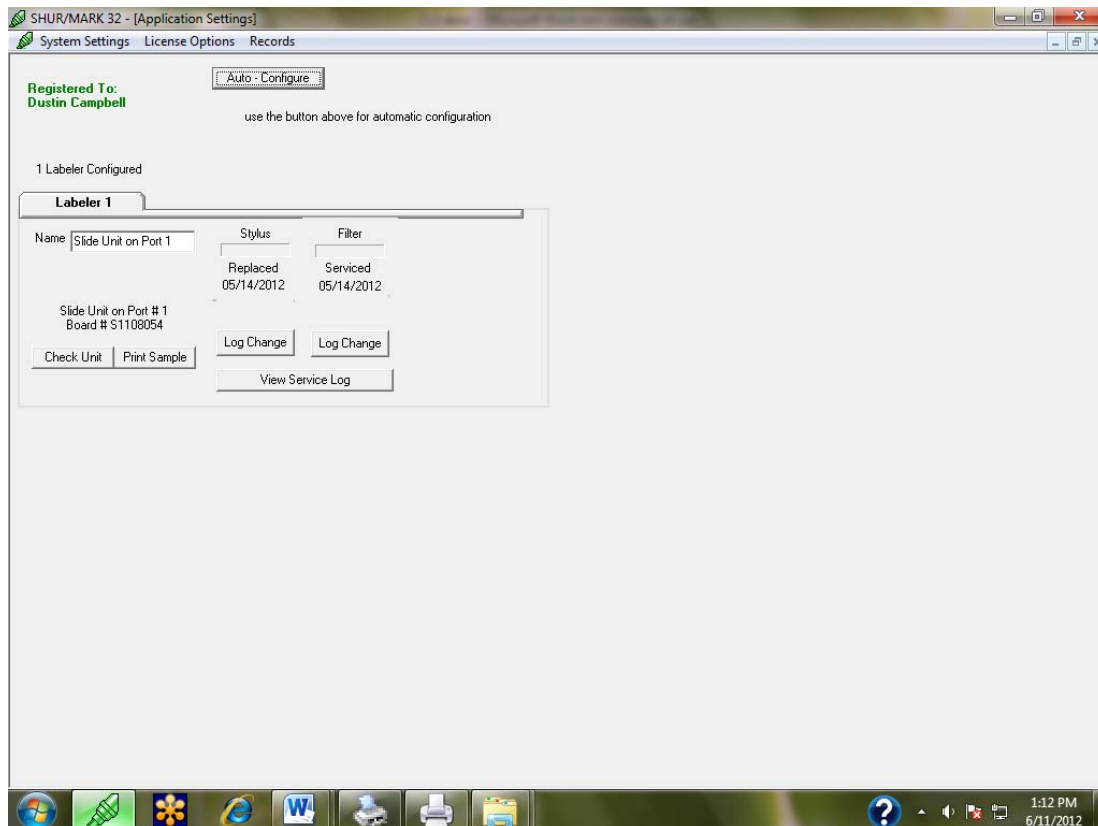 SHUR/MARK 32 - [Application Settings]
System Settings License Options Records
Registered To:
Dustin Campbell
Auto - Configure
use the button above for automatic configuration
1 Labeler Configured
Labeler 1
Name Slide Unit on Port 1
Stylus
Replaced
05/14/2012
Filter
Serviced
05/14/2012
Slide Unit on Port # 1
Board # S1108054
Check Unit Print Sample
Log Change Log Change
View Service Log
1:12 PM
6/11/2012